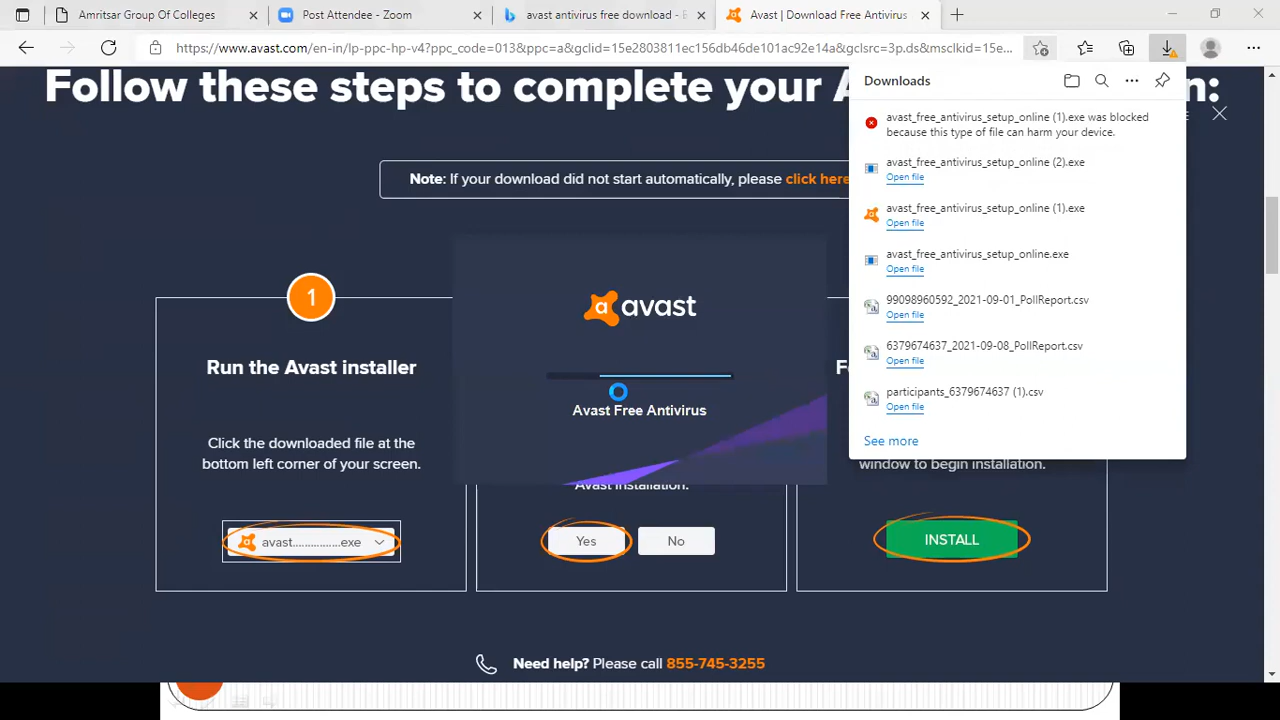 Amritsar Group Of Colleges
Post Attendee - Zoom
avast antivirus free download - B
Avast | Download Free Antivirus
https://www.avast.com/en-in/lp-ppc-hp-v4?ppc_code=013&ppc=a&gclid=15e2803811ec156db46de101ac92e14a&gclsrc=3p.ds&msclkid=15e...
Follow these steps to complete your A
n:
Downloads
avast_free_antivirus_setup_online (1).exe was blocked
because this type of file can harm your device.
avast_free_antivirus_setup_online (2).exe
Open file
avast_free_antivirus_setup_online (1).exe
Open file
avast_free_antivirus_setup_online.exe
Open file
99098960592_2021-09-01_PollReport.csv
Open file
6379674637_2021-09-08_PollReport.csv
Open file
participants_6379674637 (1).csv
Open file
See more
Note: If your download did not start automatically, please click here
1
Run the Avast installer
Click the downloaded file at the
bottom left corner of your screen.
avast...............exe
avast
Avast Free Antivirus
Avast installation.
Yes
No
window to begin installation.
INSTALL
Need help? Please call 855-745-3255